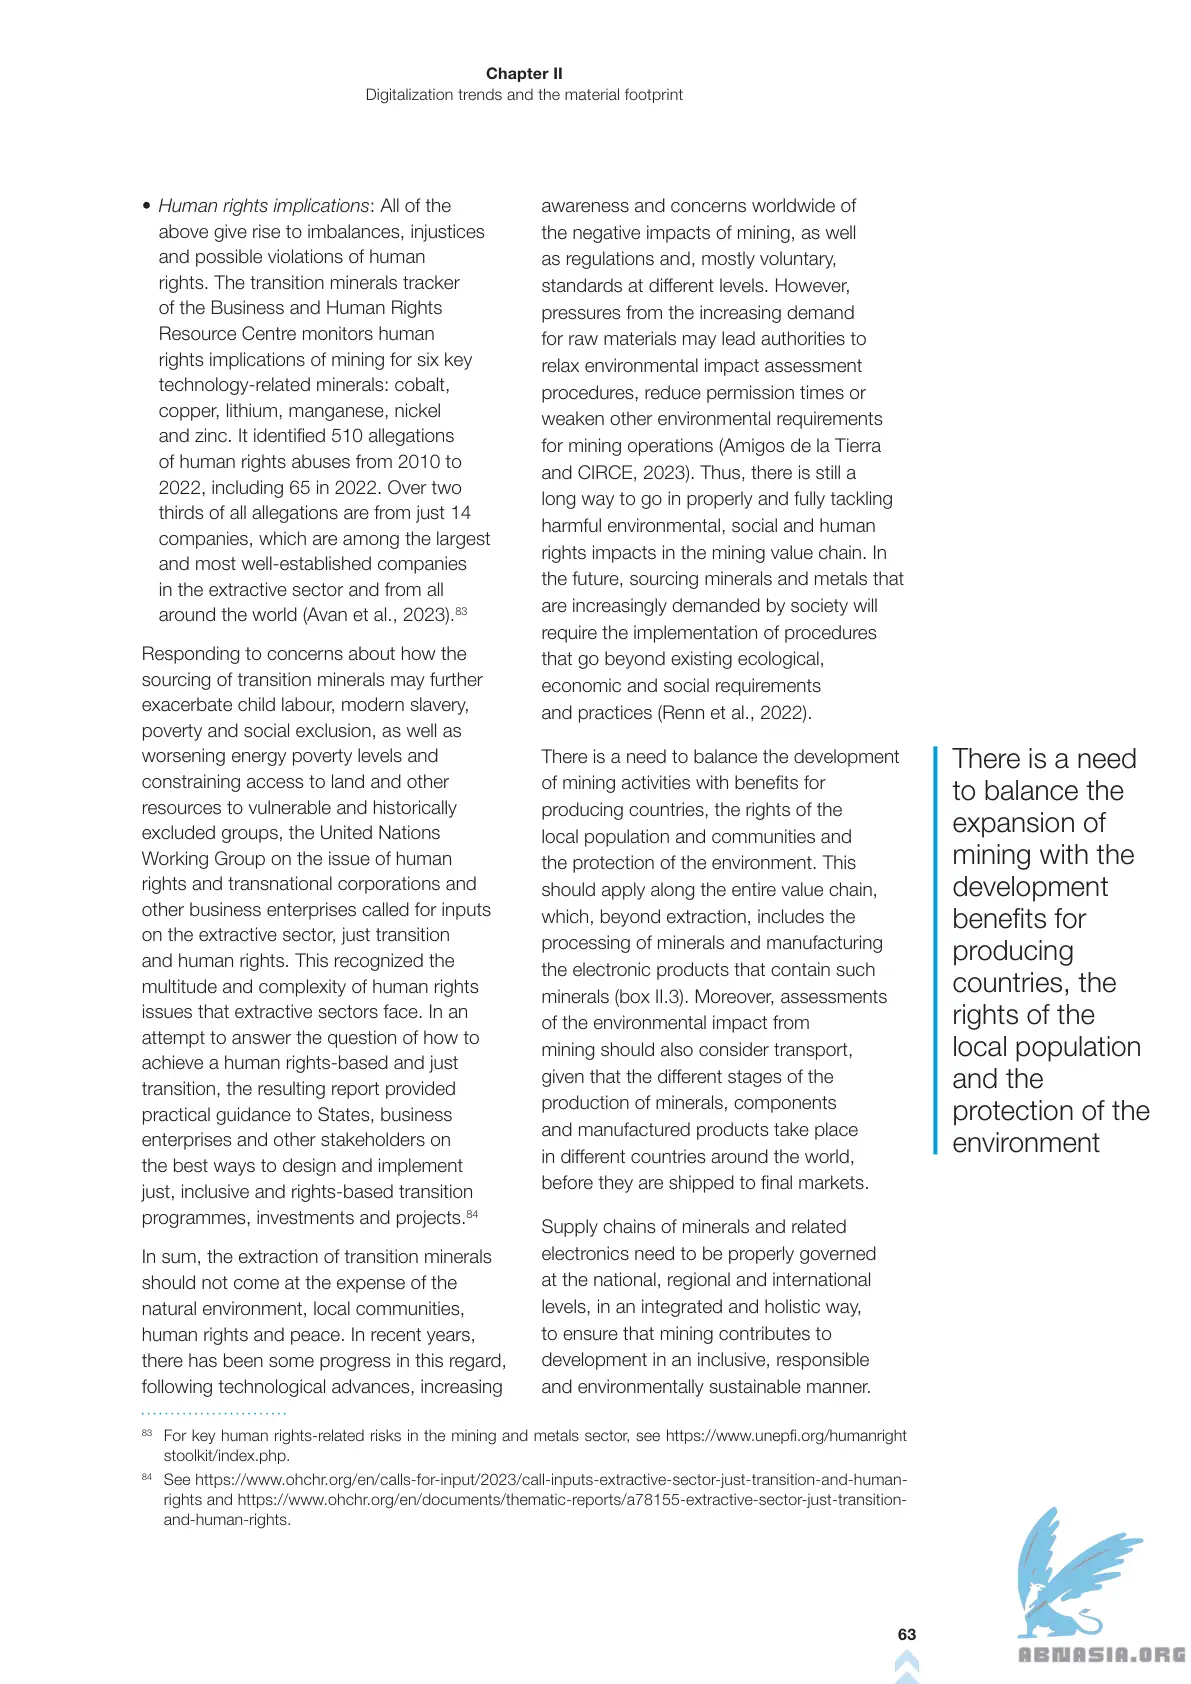 Chapter II
Digitalization trends and the material footprint
• Human rights implications: All of the
above give rise to imbalances, injustices
and possible violations of human
rights. The transition minerals tracker
of the Business and Human Rights
Resource Centre monitors human
rights implications of mining for six key
technology-related minerals: cobalt,
copper, lithium, manganese, nickel
and zinc. It identified 510 allegations
of human rights abuses from 2010 to
2022, including 65 in 2022. Over two
thirds of all allegations are from just 14
companies, which are among the largest
and most well-established companies
in the extractive sector and from all
around the world (Avan et al., 2023).83
Responding to concerns about how the
sourcing of transition minerals may further
exacerbate child labour, modern slavery,
poverty and social exclusion, as well as
worsening energy poverty levels and
constraining access to land and other
resources to vulnerable and historically
excluded groups, the United Nations
Working Group on the issue of human
rights and transnational corporations and
other business enterprises called for inputs
on the extractive sector, just transition
and human rights. This recognized the
multitude and complexity of human rights
issues that extractive sectors face. In an
attempt to answer the question of how to
achieve a human rights-based and just
transition, the resulting report provided
practical guidance to States, business
enterprises and other stakeholders on
the best ways to design and implement
just, inclusive and rights-based transition
programmes, investments and projects.84
In sum, the extraction of transition minerals
should not come at the expense of the
natural environment, local communities,
human rights and peace. In recent years,
there has been some progress in this regard,
following technological advances, increasing
awareness and concerns worldwide of
the negative impacts of mining, as well
as regulations and, mostly voluntary,
standards at different levels. However,
pressures from the increasing demand
for raw materials may lead authorities to
relax environmental impact assessment
procedures, reduce permission times or
weaken other environmental requirements
for mining operations (Amigos de la Tierra
and CIRCE, 2023). Thus, there is still a
long way to go in properly and fully tackling
harmful environmental, social and human
rights impacts in the mining value chain. In
the future, sourcing minerals and metals that
are increasingly demanded by society will
require the implementation of procedures
that go beyond existing ecological,
economic and social requirements
and practices (Renn et al., 2022).
There is a need to balance the development
of mining activities with benefits for
producing countries, the rights of the
local population and communities and
the protection of the environment. This
should apply along the entire value chain,
which, beyond extraction, includes the
processing of minerals and manufacturing
the electronic products that contain such
minerals (box II.3). Moreover, assessments
of the environmental impact from
mining should also consider transport,
given that the different stages of the
production of minerals, components
and manufactured products take place
in different countries around the world,
before they are shipped to final markets.
Supply chains of minerals and related
electronics need to be properly governed
at the national, regional and international
levels, in an integrated and holistic way,
to ensure that mining contributes to
development in an inclusive, responsible
and environmentally sustainable manner.
There is a need
to balance the
expansion of
mining with the
development
benefits for
producing
countries, the
rights of the
local population
and the
protection of the
environment
83 For key human rights-related risks in the mining and metals sector, see https://www.unepfi.org/humanright
stoolkit/index.php.
84 See https://www.ohchr.org/en/calls-for-input/2023/call-inputs-extractive-sector-just-transition-and-human-
rights and https://www.ohchr.org/en/documents/thematic-reports/a78155-extractive-sector-just-transition-
and-human-rights.
63
ABNASIA.ORG